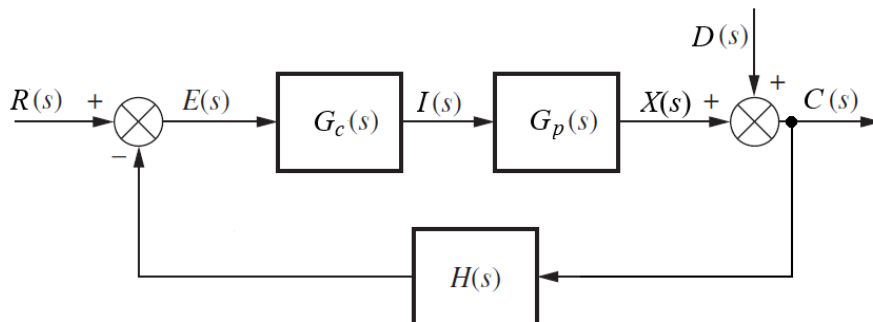 D(s)
R(s) + E(s) G_c(s) I(s) G_p(s) X(s) + + C(s)
−
H(s)